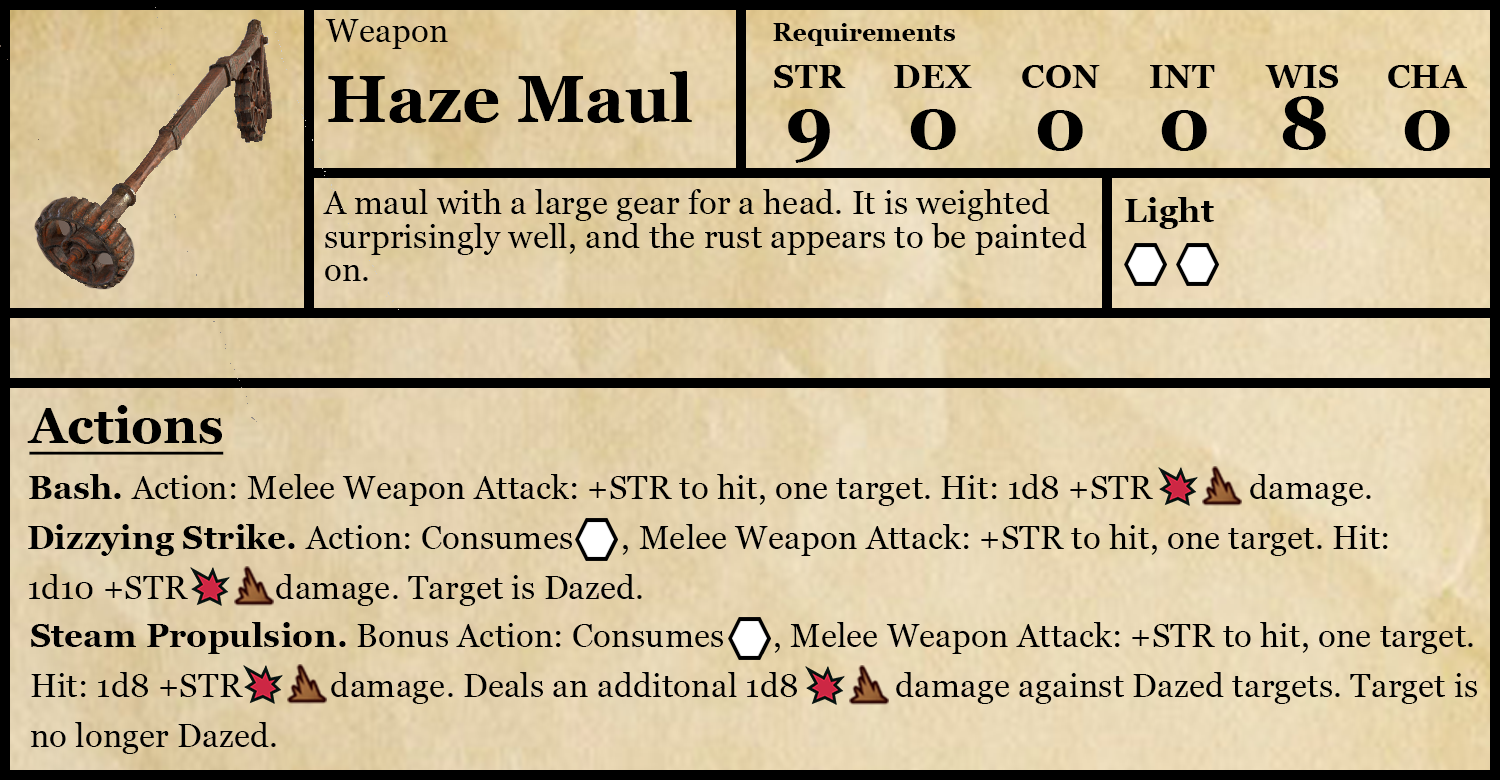 Weapon
Haze Maul
Requirements
STR DEX CON INT WIS CHA
9 0 0 0 8 0
A maul with a large gear for a head. It is weighted
surprisingly well, and the rust appears to be painted
on.
Light
Actions
Bash. Action: Melee Weapon Attack: +STR to hit, one target. Hit: 1d8 +STR damage.
Dizzying Strike. Action: Consumes , Melee Weapon Attack: +STR to hit, one target. Hit:
1d10 +STR damage. Target is Dazed.
Steam Propulsion. Bonus Action: Consumes , Melee Weapon Attack: +STR to hit, one target.
Hit: 1d8 +STR damage. Deals an additonal 1d8 damage against Dazed targets. Target is
no longer Dazed.